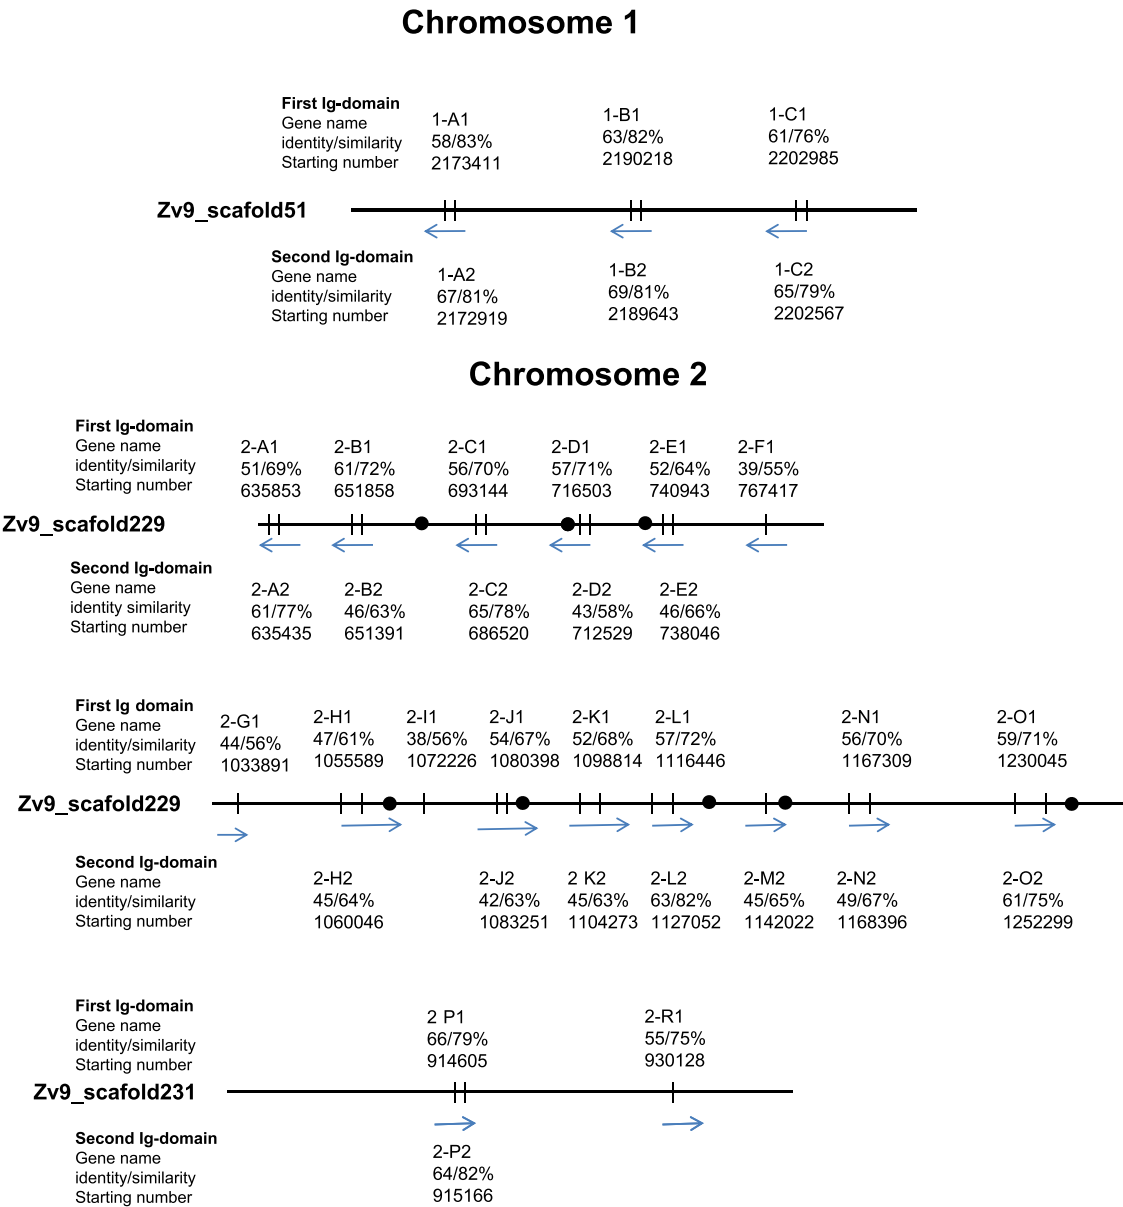 Chromosome 1
First Ig-domain
Gene name 1-A1 1-B1 1-C1
identity/similarity 58/83% 63/82% 61/76%
Starting number 2173411 2190218 2202985
Zv9_scafold51
Second Ig-domain
Gene name 1-A2 1-B2 1-C2
identity/similarity 67/81% 69/81% 65/79%
Starting number 2172919 2189643 2202567
Chromosome 2
First Ig-domain
Gene name 2-A1 2-B1 2-C1 2-D1 2-E1 2-F1
identity/similarity 51/69% 61/72% 56/70% 57/71% 52/64% 39/55%
Starting number 635853 651858 693144 716503 740943 767417
Zv9_scafold229
Second Ig-domain
Gene name 2-A2 2-B2 2-C2 2-D2 2-E2
identity similarity 61/77% 46/63% 65/78% 43/58% 46/66%
Starting number 635435 651391 686520 712529 738046
First Ig domain
Gene name 2-G1 2-H1 2-I1 2-J1 2-K1 2-L1 2-N1 2-O1
identity/similarity 44/56% 47/61% 38/56% 54/67% 52/68% 57/72% 56/70% 59/71%
Starting number 1033891 1055589 1072226 1080398 1098814 1116446 1167309 1230045
Zv9_scafold229
Second Ig-domain
Gene name 2-H2 2-J2 2 K2 2-L2 2-M2 2-N2 2-O2
identity/similarity 45/64% 42/63% 45/63% 63/82% 45/65% 49/67% 61/75%
Starting number 1060046 1083251 1104273 1127052 1142022 1168396 1252299
First Ig-domain
Gene name 2 P1 2-R1
identity/similarity 66/79% 55/75%
Starting number 914605 930128
Zv9_scafold231
Second Ig-domain
Gene name 2-P2
identity/similarity 64/82%
Starting number 915166